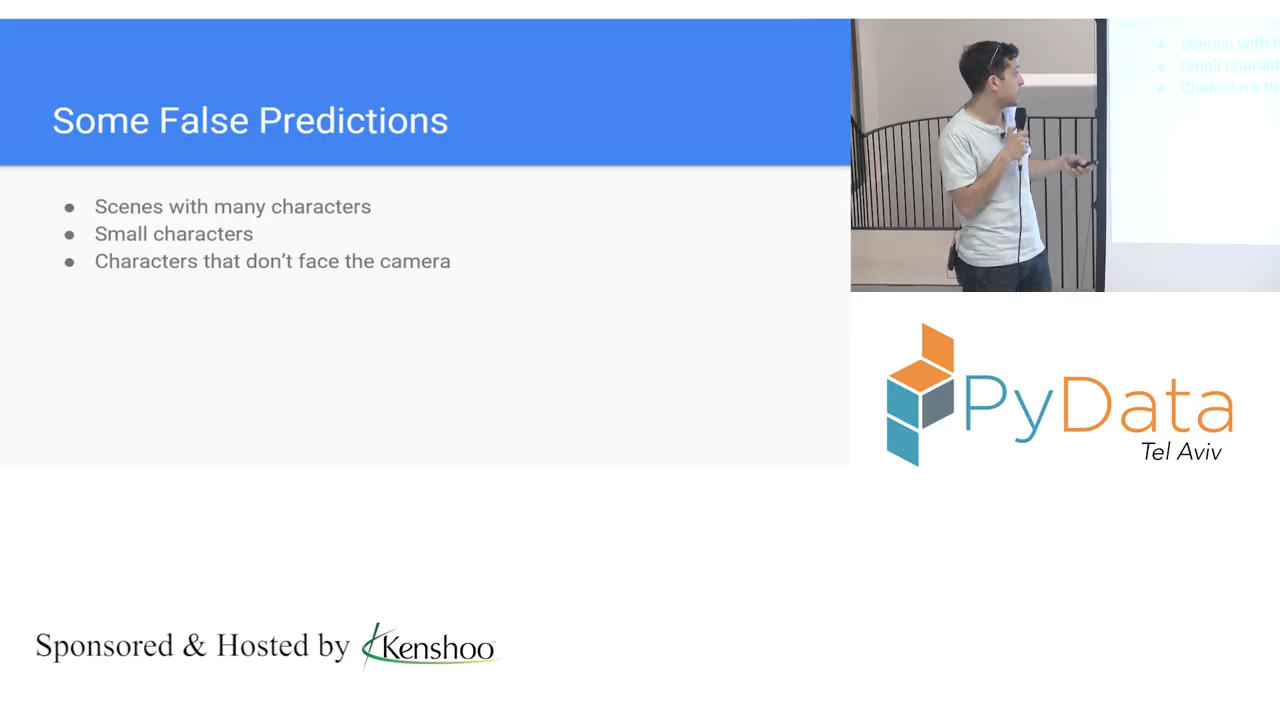 Some False Predictions
● Scenes with many characters
● Small characters
● Characters that don’t face the camera
Scenes with
Small charact
Characters th
PyData
Tel Aviv
Sponsored & Hosted by Kenshoo